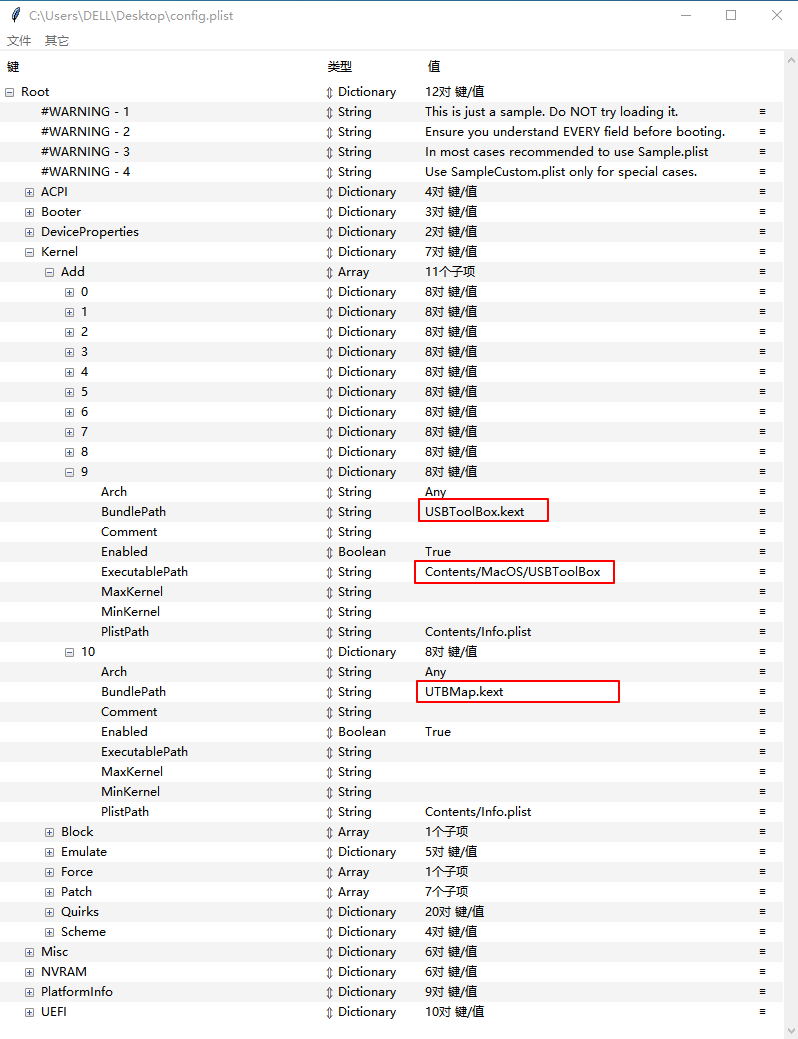 C:\Users\DELL\Desktop\config.plist
文件 其它
键 类型 值
Root Dictionary 12对 键/值
#WARNING - 1 String This is just a sample. Do NOT try loading it.
#WARNING - 2 String Ensure you understand EVERY field before booting.
#WARNING - 3 String In most cases recommended to use Sample.plist
#WARNING - 4 String Use SampleCustom.plist only for special cases.
ACPI Dictionary 4对 键/值
Booter Dictionary 3对 键/值
DeviceProperties Dictionary 2对 键/值
Kernel Dictionary 7对 键/值
Add Array 11个子项
0 Dictionary 8对 键/值
1 Dictionary 8对 键/值
2 Dictionary 8对 键/值
3 Dictionary 8对 键/值
4 Dictionary 8对 键/值
5 Dictionary 8对 键/值
6 Dictionary 8对 键/值
7 Dictionary 8对 键/值
8 Dictionary 8对 键/值
9 Dictionary 8对 键/值
Arch String Any
BundlePath String USBToolBox.kext
Comment String
Enabled Boolean True
ExecutablePath String Contents/MacOS/USBToolBox
MaxKernel String
MinKernel String
PlistPath String Contents/Info.plist
10 Dictionary 8对 键/值
Arch String Any
BundlePath String UTBMap.kext
Comment String
Enabled Boolean True
ExecutablePath String
MaxKernel String
MinKernel String
PlistPath String Contents/Info.plist
Block Array 1个子项
Emulate Dictionary 5对 键/值
Force Array 1个子项
Patch Array 7个子项
Quirks Dictionary 20对 键/值
Scheme Dictionary 4对 键/值
Misc Dictionary 6对 键/值
NVRAM Dictionary 6对 键/值
PlatformInfo Dictionary 9对 键/值
UEFI Dictionary 10对 键/值